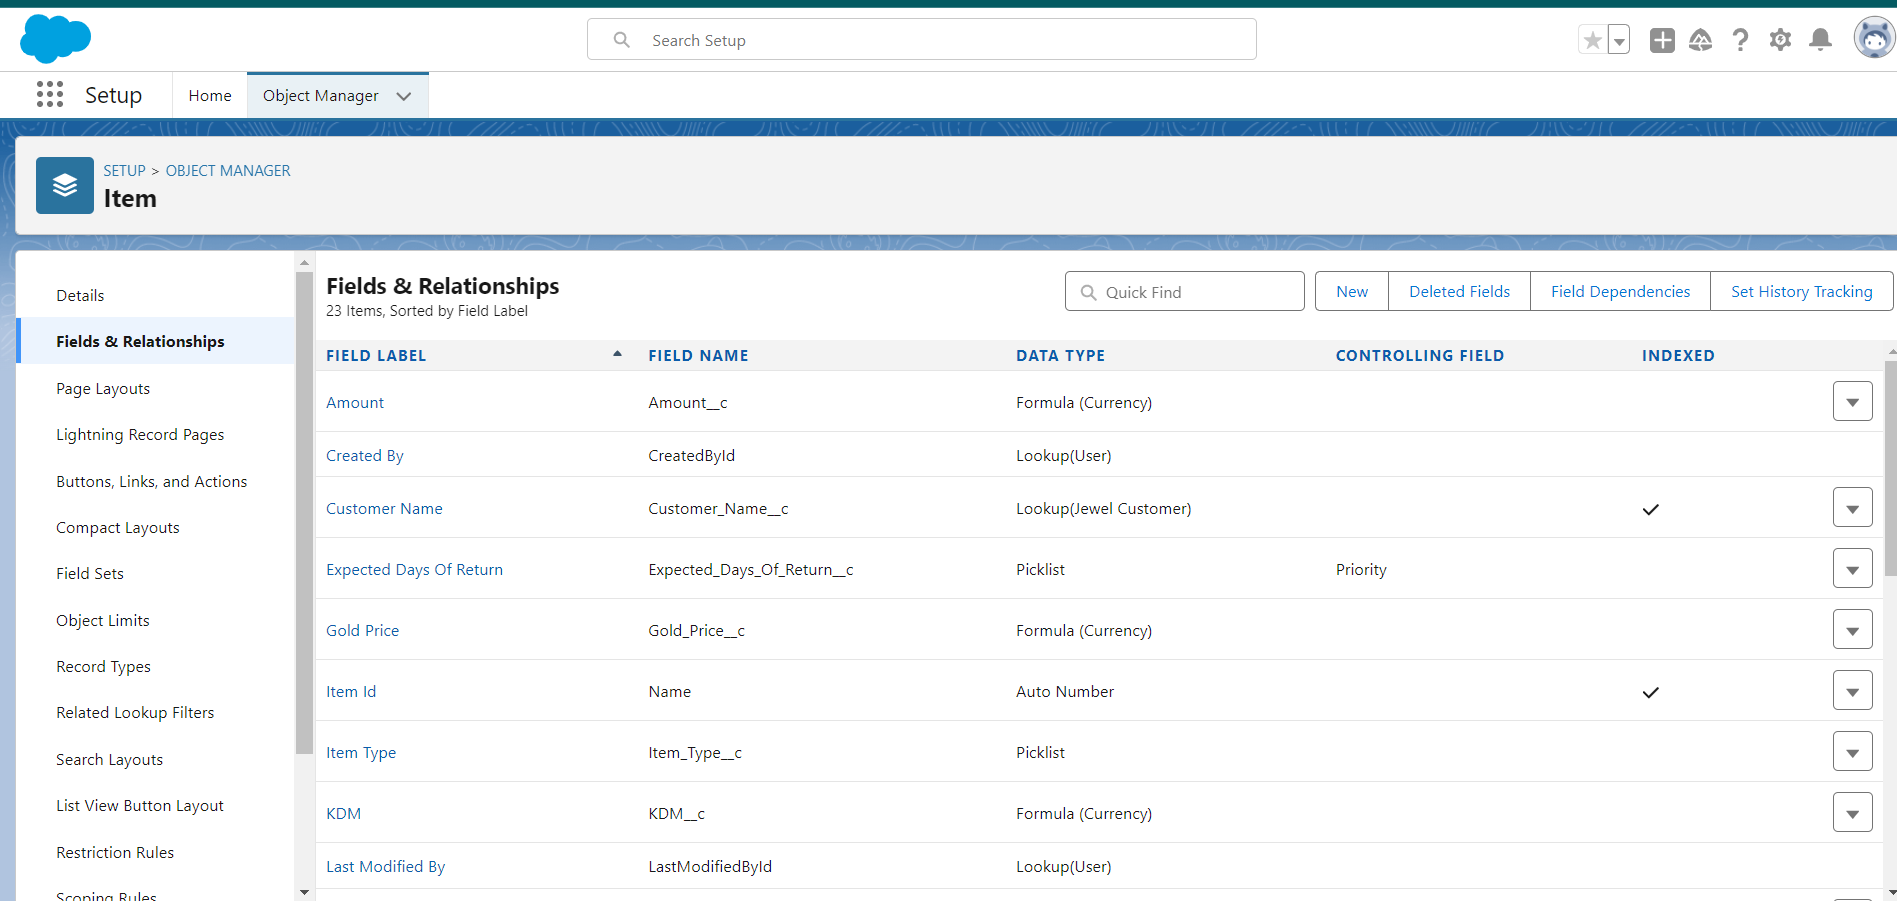 Search Setup
Setup
Home
Object Manager
SETUP > OBJECT MANAGER
Item
Details
Fields & Relationships
Page Layouts
Lightning Record Pages
Buttons, Links, and Actions
Compact Layouts
Field Sets
Object Limits
Record Types
Related Lookup Filters
Search Layouts
List View Button Layout
Restriction Rules
Scoping Rules
Fields & Relationships
23 Items, Sorted by Field Label
Quick Find
New
Deleted Fields
Field Dependencies
Set History Tracking
FIELD LABEL FIELD NAME DATA TYPE CONTROLLING FIELD INDEXED
Amount Amount__c Formula (Currency)
Created By CreatedById Lookup(User)
Customer Name Customer_Name__c Lookup(Jewel Customer)
Expected Days Of Return Expected_Days_Of_Return__c Picklist Priority
Gold Price Gold_Price__c Formula (Currency)
Item Id Name Auto Number
Item Type Item_Type__c Picklist
KDM KDM__c Formula (Currency)
Last Modified By LastModifiedById Lookup(User)